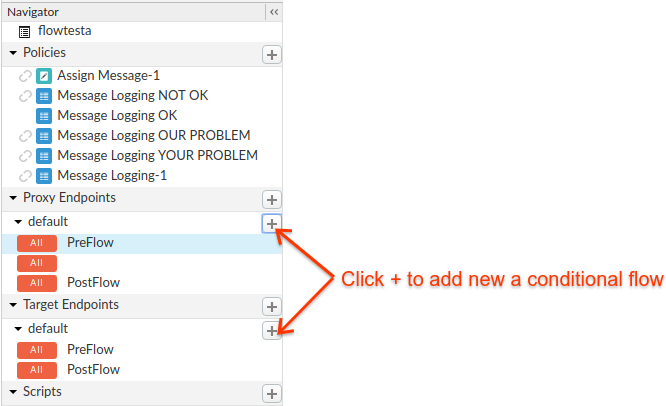 Navigator
flowtesta
Policies
Assign Message-1
Message Logging NOT OK
Message Logging OK
Message Logging OUR PROBLEM
Message Logging YOUR PROBLEM
Message Logging-1
Proxy Endpoints
default
All PreFlow
All
All PostFlow
Click + to add new a conditional flow
Target Endpoints
default
All PreFlow
All PostFlow
Scripts